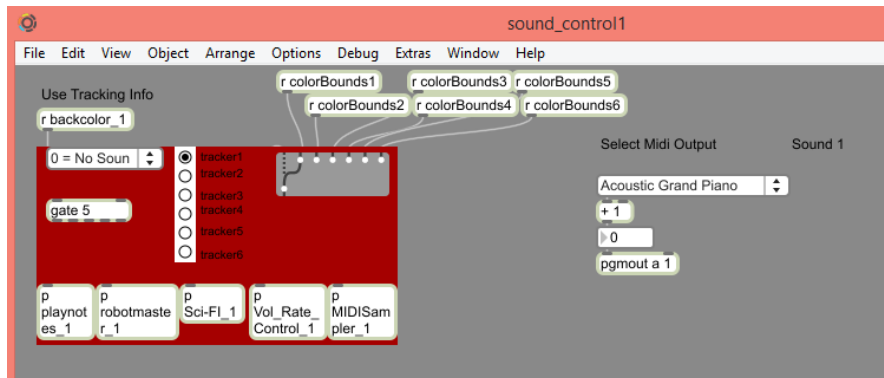 sound_control1
File Edit View Object Arrange Options Debug Extras Window Help
r colorBounds1 r colorBounds3 r colorBounds5
Use Tracking Info
r colorBounds2 r colorBounds4 r colorBounds6
r backcolor_1
Select Midi Output Sound 1
0 = No Soun
tracker1
tracker2
Acoustic Grand Piano
tracker3
gate 5
tracker4
+ 1
tracker5
0
tracker6
pgmout a 1
p
playnot
es_1
p
robotmaste
r_1
p
Sci-FI_1
p
Vol_Rate_
Control_1
p
MIDISam
pler_1